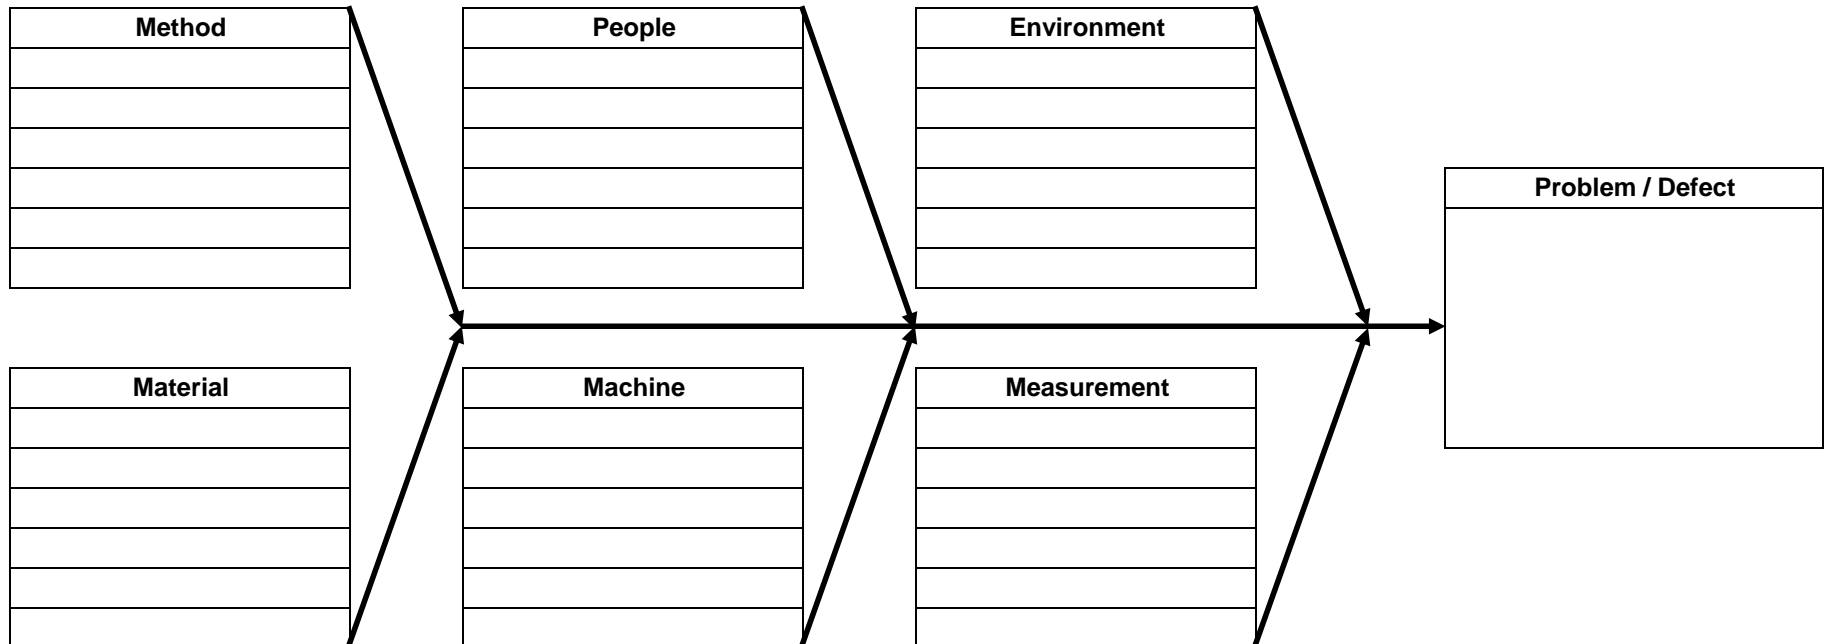 Method
People
Environment
Problem / Defect
Material
Machine
Measurement